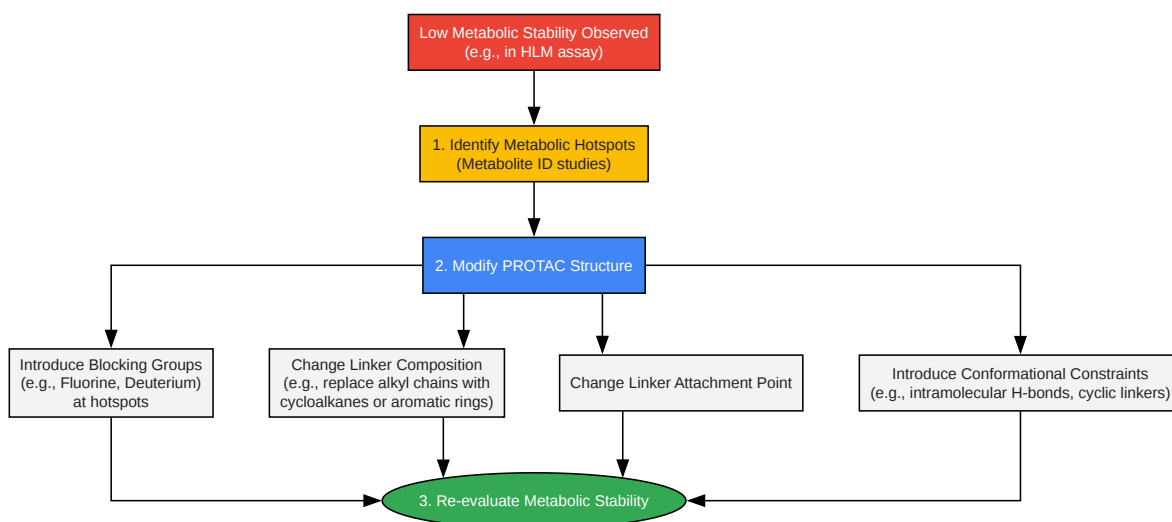 Low Metabolic Stability Observed
(e.g., in HLM assay)
1. Identify Metabolic Hotspots
(Metabolite ID studies)
2. Modify PROTAC Structure
Introduce Blocking Groups
(e.g., Fluorine, Deuterium)
at hotspots
Change Linker Composition
(e.g., replace alkyl chains with
cycloalkanes or aromatic rings)
Change Linker Attachment Point
Introduce Conformational Constraints
(e.g., intramolecular H-bonds, cyclic linkers)
3. Re-evaluate Metabolic Stability